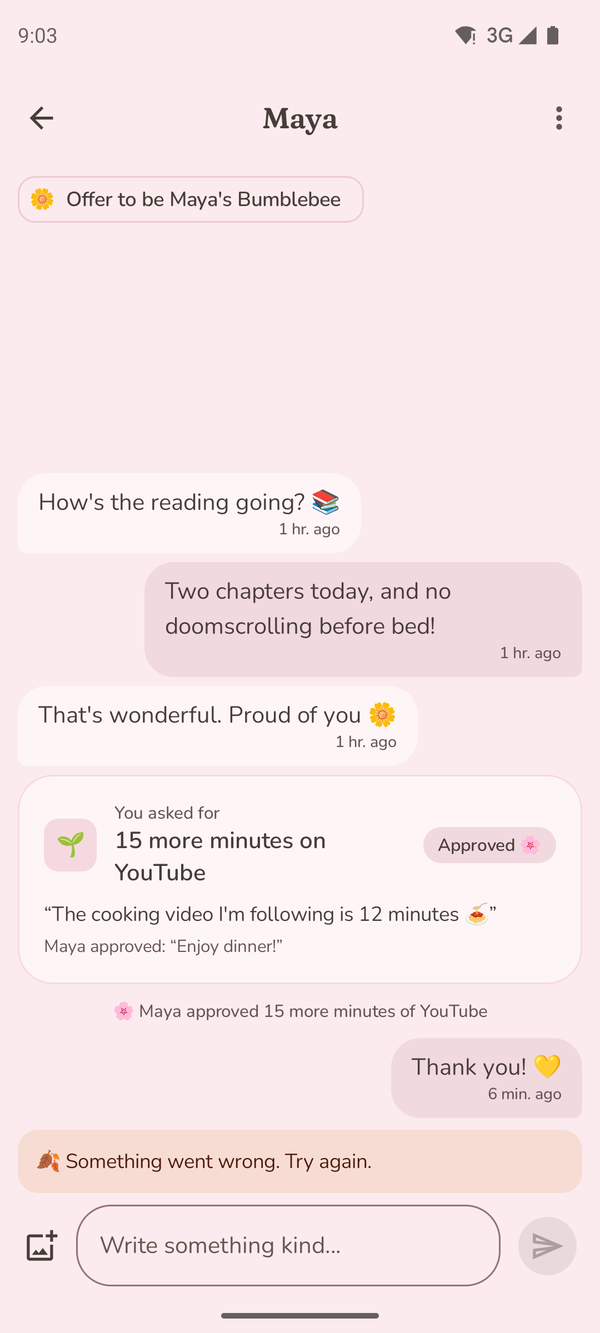 9:03
3G
Maya
🌼 Offer to be Maya's Bumblebee
How's the reading going? 📚
1 hr. ago
Two chapters today, and no
doomscrolling before bed!
1 hr. ago
That's wonderful. Proud of you 🌼
1 hr. ago
You asked for
15 more minutes on
YouTube
Approved 🌸
“The cooking video I'm following is 12 minutes 🍝”
Maya approved: “Enjoy dinner!”
🌸 Maya approved 15 more minutes of YouTube
Thank you! 💛
6 min. ago
🍂 Something went wrong. Try again.
Write something kind...